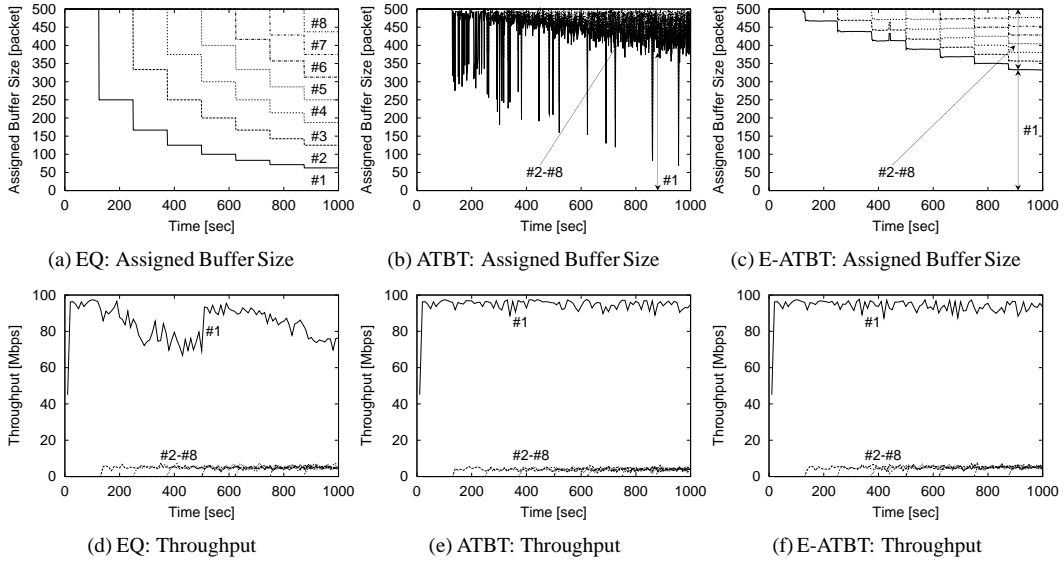 500
450
400
350
300
250
200
150
100
50
0
Assigned Buffer Size [packet]
#8
#7
#6
#5
#4
#3
#2
#1
0 200 400 600 800 1000
Time [sec]
(a) EQ: Assigned Buffer Size
500
450
400
350
300
250
200
150
100
50
0
Assigned Buffer Size [packet]
#2-#8
#1
0 200 400 600 800 1000
Time [sec]
(b) ATBT: Assigned Buffer Size
500
450
400
350
300
250
200
150
100
50
0
Assigned Buffer Size [packet]
#1
#2-#8
0 200 400 600 800 1000
Time [sec]
(c) E-ATBT: Assigned Buffer Size
100
80
60
40
20
0
Throughput [Mbps]
#1
#2-#8
0 200 400 600 800 1000
Time [sec]
(d) EQ: Throughput
100
80
60
40
20
0
Throughput [Mbps]
#1
#2-#8
0 200 400 600 800 1000
Time [sec]
(e) ATBT: Throughput
100
80
60
40
20
0
Throughput [Mbps]
#1
#2-#8
0 200 400 600 800 1000
Time [sec]
(f) E-ATBT: Throughput